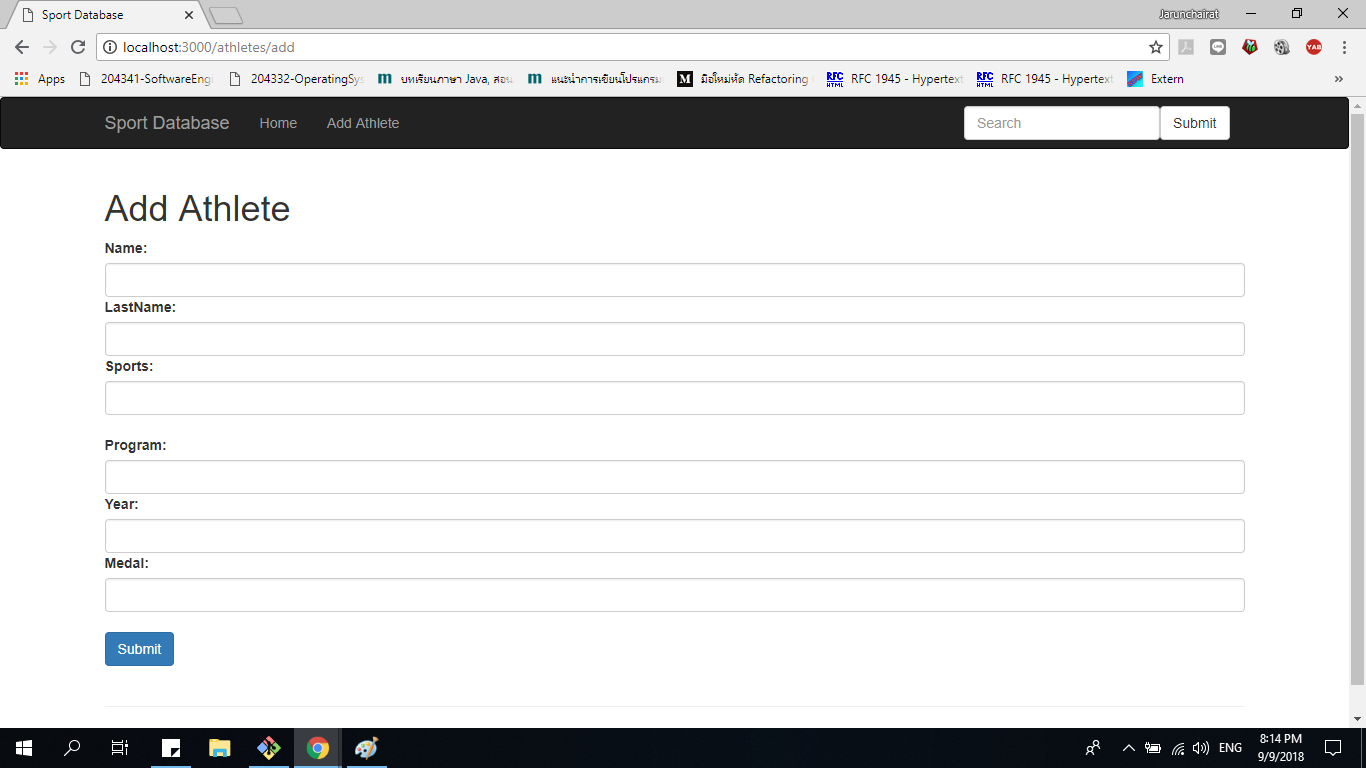 Sport Database
Jarunchairat
localhost:3000/athletes/add
Apps
204341-SoftwareEngi
204332-OperatingSys
บทเรียนภาษา Java, สอน
แนะนำการเขียนโปรแกรม
มือใหม่หัด Refactoring
RFC 1945 - Hypertext
RFC 1945 - Hypertext
Extern
Sport Database
Home
Add Athlete
Search
Submit
Add Athlete
Name:
LastName:
Sports:
Program:
Year:
Medal:
Submit
ENG
8:14 PM
9/9/2018